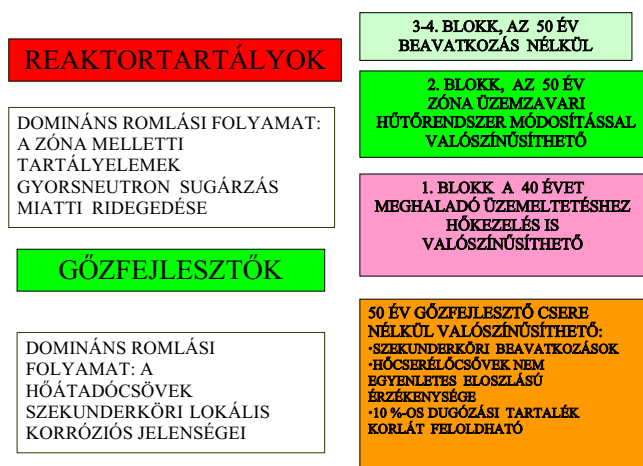 REAKTORTARTÁLYOK
DOMINÁNS ROMLÁSI FOLYAMAT:
A ZÓNA MELLETTI
TARTÁLYELEMEK
GYORSNEUTRON SUGÁRZÁS
MIATTI RIDEGEDÉSE
GŐZFEJLESZTŐK
DOMINÁNS ROMLÁSI
FOLYAMAT: A
HŐÁTADÓCSÖVEK
SZEKUNDERKÖRI LOKÁLIS
KORRÓZIÓS JELENSÉGEI
3-4. BLOKK, AZ 50 ÉV
BEAVATKOZÁS NÉLKÜL
2. BLOKK, AZ 50 ÉV
ZÓNA ÜZEMZAVARI
HŰTŐRENDSZER MÓDOSÍTÁSSAL
VALÓSZÍNŰSÍTHETŐ
1. BLOKK A 40 ÉVET
MEGHALADÓ ÜZEMELTETÉSHEZ
HŐKEZELÉS IS
VALÓSZÍNŰSÍTHETŐ
50 ÉV GŐZFEJLESZTŐ CSERE
NÉLKÜL VALÓSZÍNŰSÍTHETŐ:
•SZEKUNDERKÖRI BEAVATKOZÁSOK
•HŐCSERÉLŐCSŐVEK NEM
EGYENLETES ELOSZLÁSÚ
ÉRZÉKENYSÉGE
•10 %-OS DUGÓZÁSI TARTALÉK
KORLÁT FELOLDHATÓ